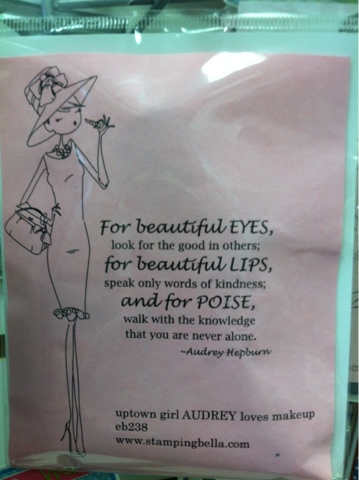 For beautiful EYES,
look for the good in others;
for beautiful LIPS,
speak only words of kindness;
and for POISE,
walk with the knowledge
that you are never alone.
~Audrey Hepburn
uptown girl AUDREY loves makeup
eb238
www.stampingbella.com